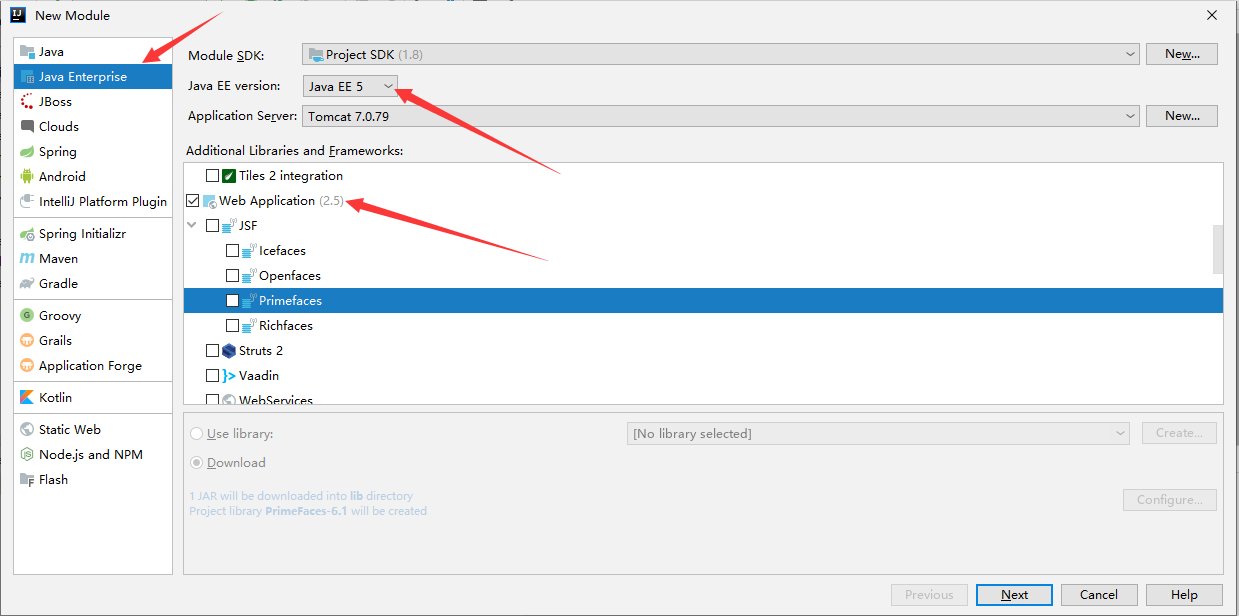 New Module
Java
Java Enterprise
JBoss
Clouds
Spring
Android
IntelliJ Platform Plugin
Spring Initializr
Maven
Gradle
Groovy
Grails
Application Forge
Kotlin
Static Web
Node.js and NPM
Flash
Module SDK: Project SDK (1.8) New...
Java EE version: Java EE 5
Application Server: Tomcat 7.0.79 New...
Additional Libraries and Frameworks:
Tiles 2 integration
Web Application (2.5)
JSF
Icefaces
Openfaces
Primefaces
Richfaces
Struts 2
Vaadin
WebServices
Use library: [No library selected] Create...
Download
1 JAR will be downloaded into lib directory
Project library PrimeFaces-6.1 will be created
Configure...
Previous Next Cancel Help